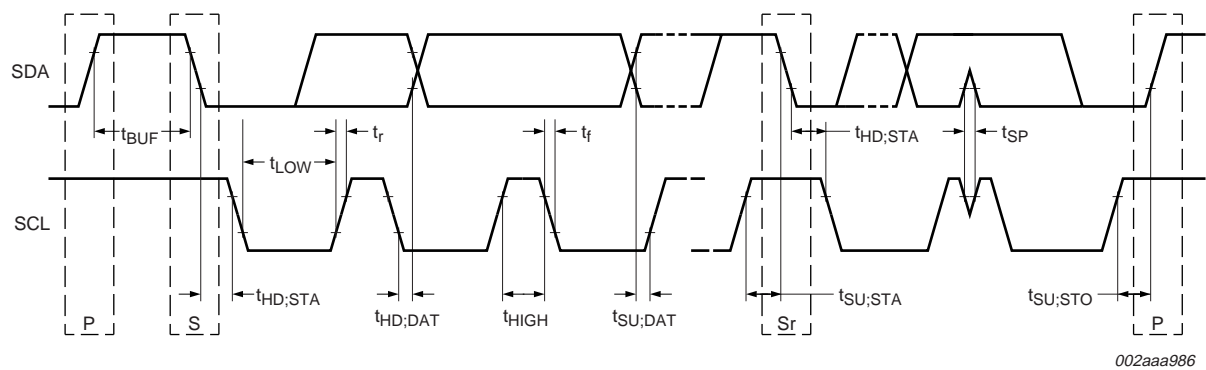 SDA
tBUF
tLOW
tr
tf
tHD;STA
tSP
SCL
tHD;STA
tHD;DAT
tHIGH
tSU;DAT
tSU;STA
tSU;STO
P
S
Sr
P
002aaa986